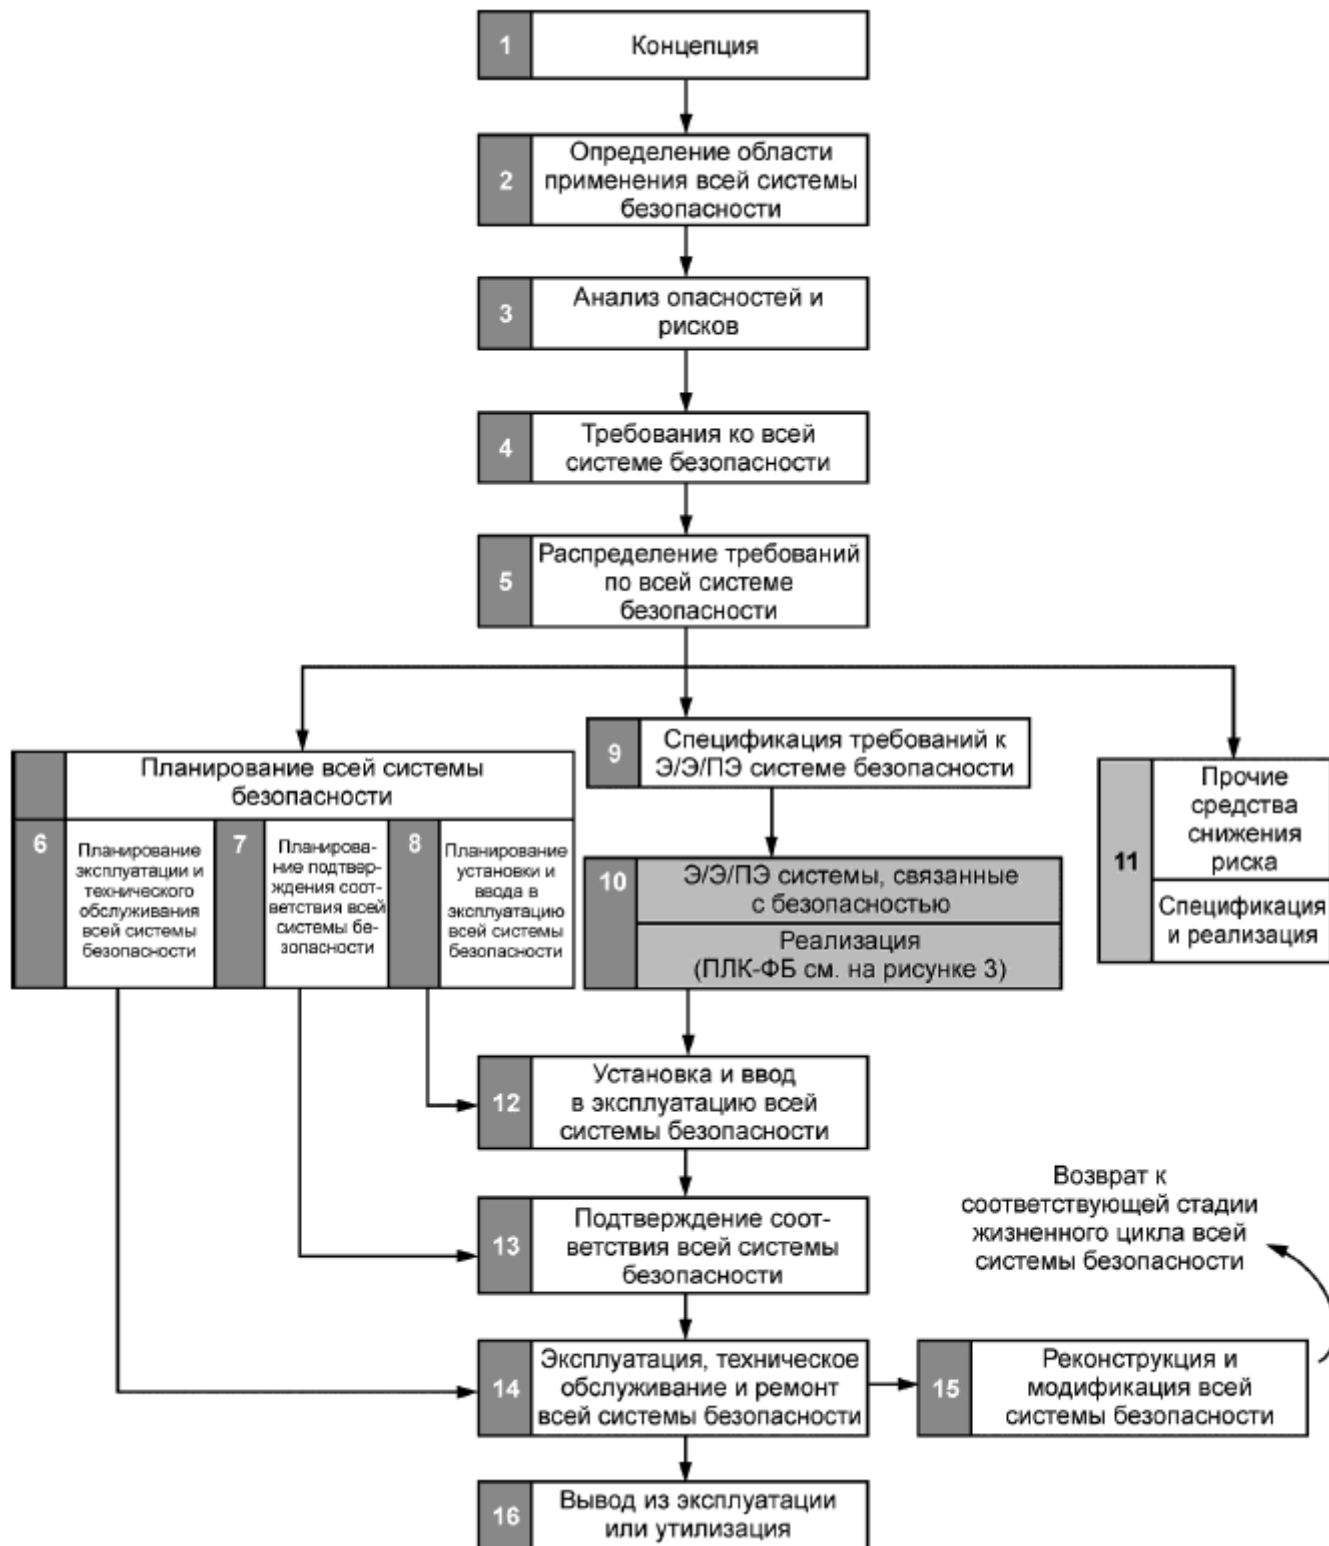 1
Концепция
2
Определение области
применения всей системы
безопасности
3
Анализ опасностей и
рисков
4
Требования ко всей
системе безопасности
5
Распределение требований
по всей системе
безопасности
Планирование всей системы
безопасности
6
Планирование
эксплуатации и
технического
обслуживания
всей системы
безопасности
7
Планирова-
ние подтвер-
ждения соот-
ветствия всей
системы бе-
зопасности
8
Планирование
установки и
ввода в
эксплуатацию
всей системы
безопасности
9
Спецификация требований к
Э/Э/ПЭ системе безопасности
10
Э/Э/ПЭ системы, связанные
с безопасностью
Реализация
(ПЛК-ФБ см. на рисунке 3)
11
Прочие
средства
снижения
риска
Спецификация
и реализация
12
Установка и ввод
в эксплуатацию всей
системы безопасности
13
Подтверждение соот-
ветствия всей системы
безопасности
Возврат к
соответствующей стадии
жизненного цикла всей
системы безопасности
14
Эксплуатация, техническое
обслуживание и ремонт
всей системы безопасности
15
Реконструкция и
модификация всей
системы безопасности
16
Вывод из эксплуатации
или утилизация